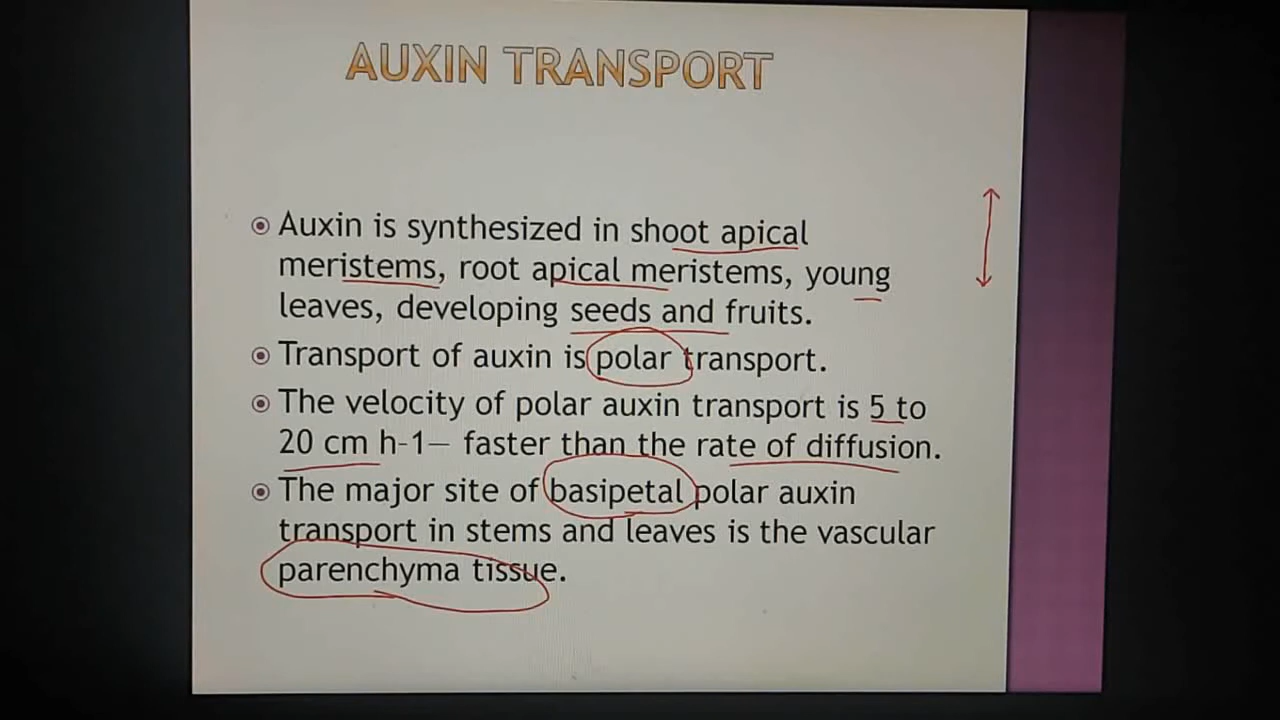 AUXIN TRANSPORT
Auxin is synthesized in shoot apical
meristems, root apical meristems, young
leaves, developing seeds and fruits.
Transport of auxin is polar transport.
The velocity of polar auxin transport is 5 to
20 cm h-1— faster than the rate of diffusion.
The major site of basipetal polar auxin
transport in stems and leaves is the vascular
parenchyma tissue.